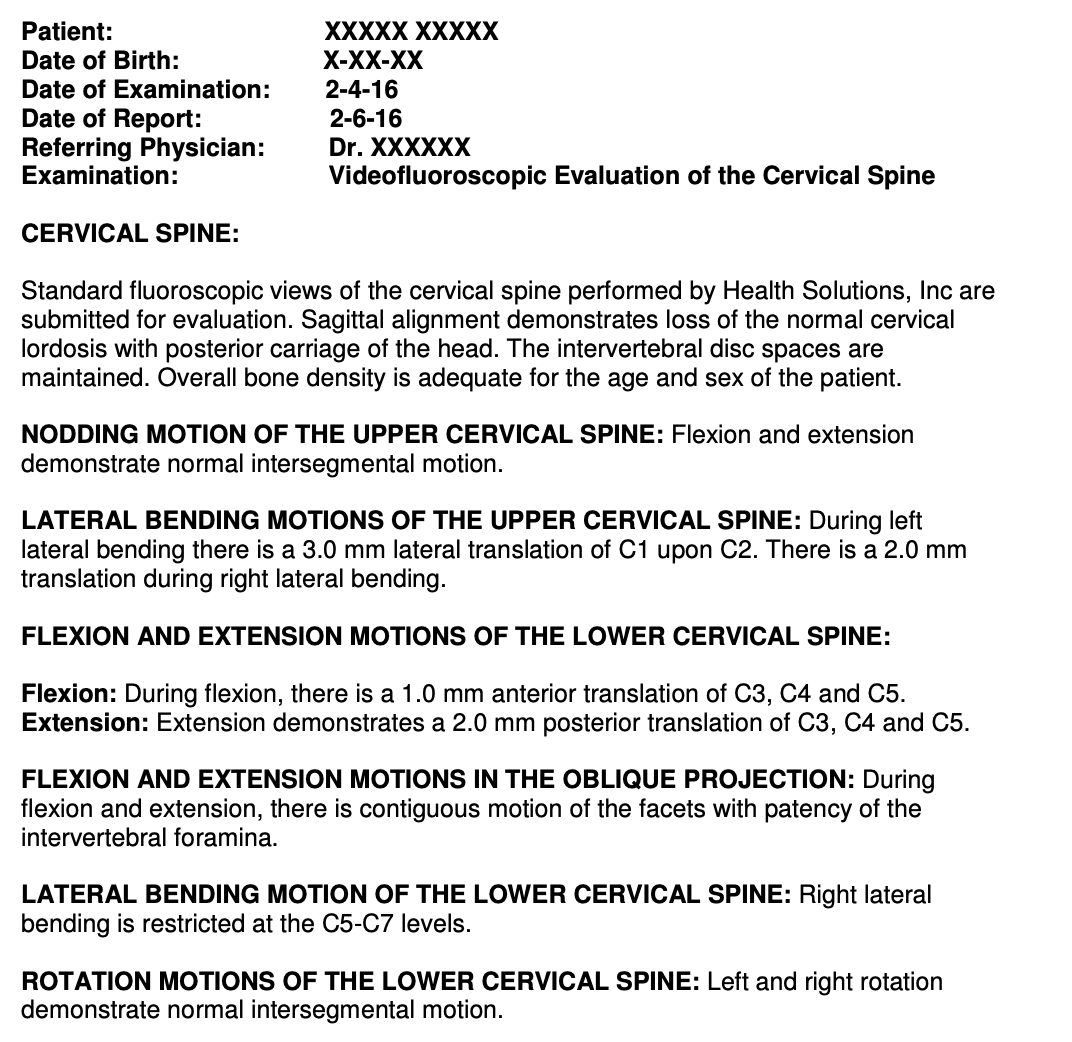 Patient: XXXXX XXXXX
Date of Birth: X-XX-XX
Date of Examination: 2-4-16
Date of Report: 2-6-16
Referring Physician: Dr. XXXXXX
Examination: Videofluoroscopic Evaluation of the Cervical Spine
CERVICAL SPINE:
Standard fluoroscopic views of the cervical spine performed by Health Solutions, Inc are
submitted for evaluation. Sagittal alignment demonstrates loss of the normal cervical
lordosis with posterior carriage of the head. The intervertebral disc spaces are
maintained. Overall bone density is adequate for the age and sex of the patient.
NODDING MOTION OF THE UPPER CERVICAL SPINE: Flexion and extension
demonstrate normal intersegmental motion.
LATERAL BENDING MOTIONS OF THE UPPER CERVICAL SPINE: During left
lateral bending there is a 3.0 mm lateral translation of C1 upon C2. There is a 2.0 mm
translation during right lateral bending.
FLEXION AND EXTENSION MOTIONS OF THE LOWER CERVICAL SPINE:
Flexion: During flexion, there is a 1.0 mm anterior translation of C3, C4 and C5.
Extension: Extension demonstrates a 2.0 mm posterior translation of C3, C4 and C5.
FLEXION AND EXTENSION MOTIONS IN THE OBLIQUE PROJECTION: During
flexion and extension, there is contiguous motion of the facets with patency of the
intervertebral foramina.
LATERAL BENDING MOTION OF THE LOWER CERVICAL SPINE: Right lateral
bending is restricted at the C5-C7 levels.
ROTATION MOTIONS OF THE LOWER CERVICAL SPINE: Left and right rotation
demonstrate normal intersegmental motion.